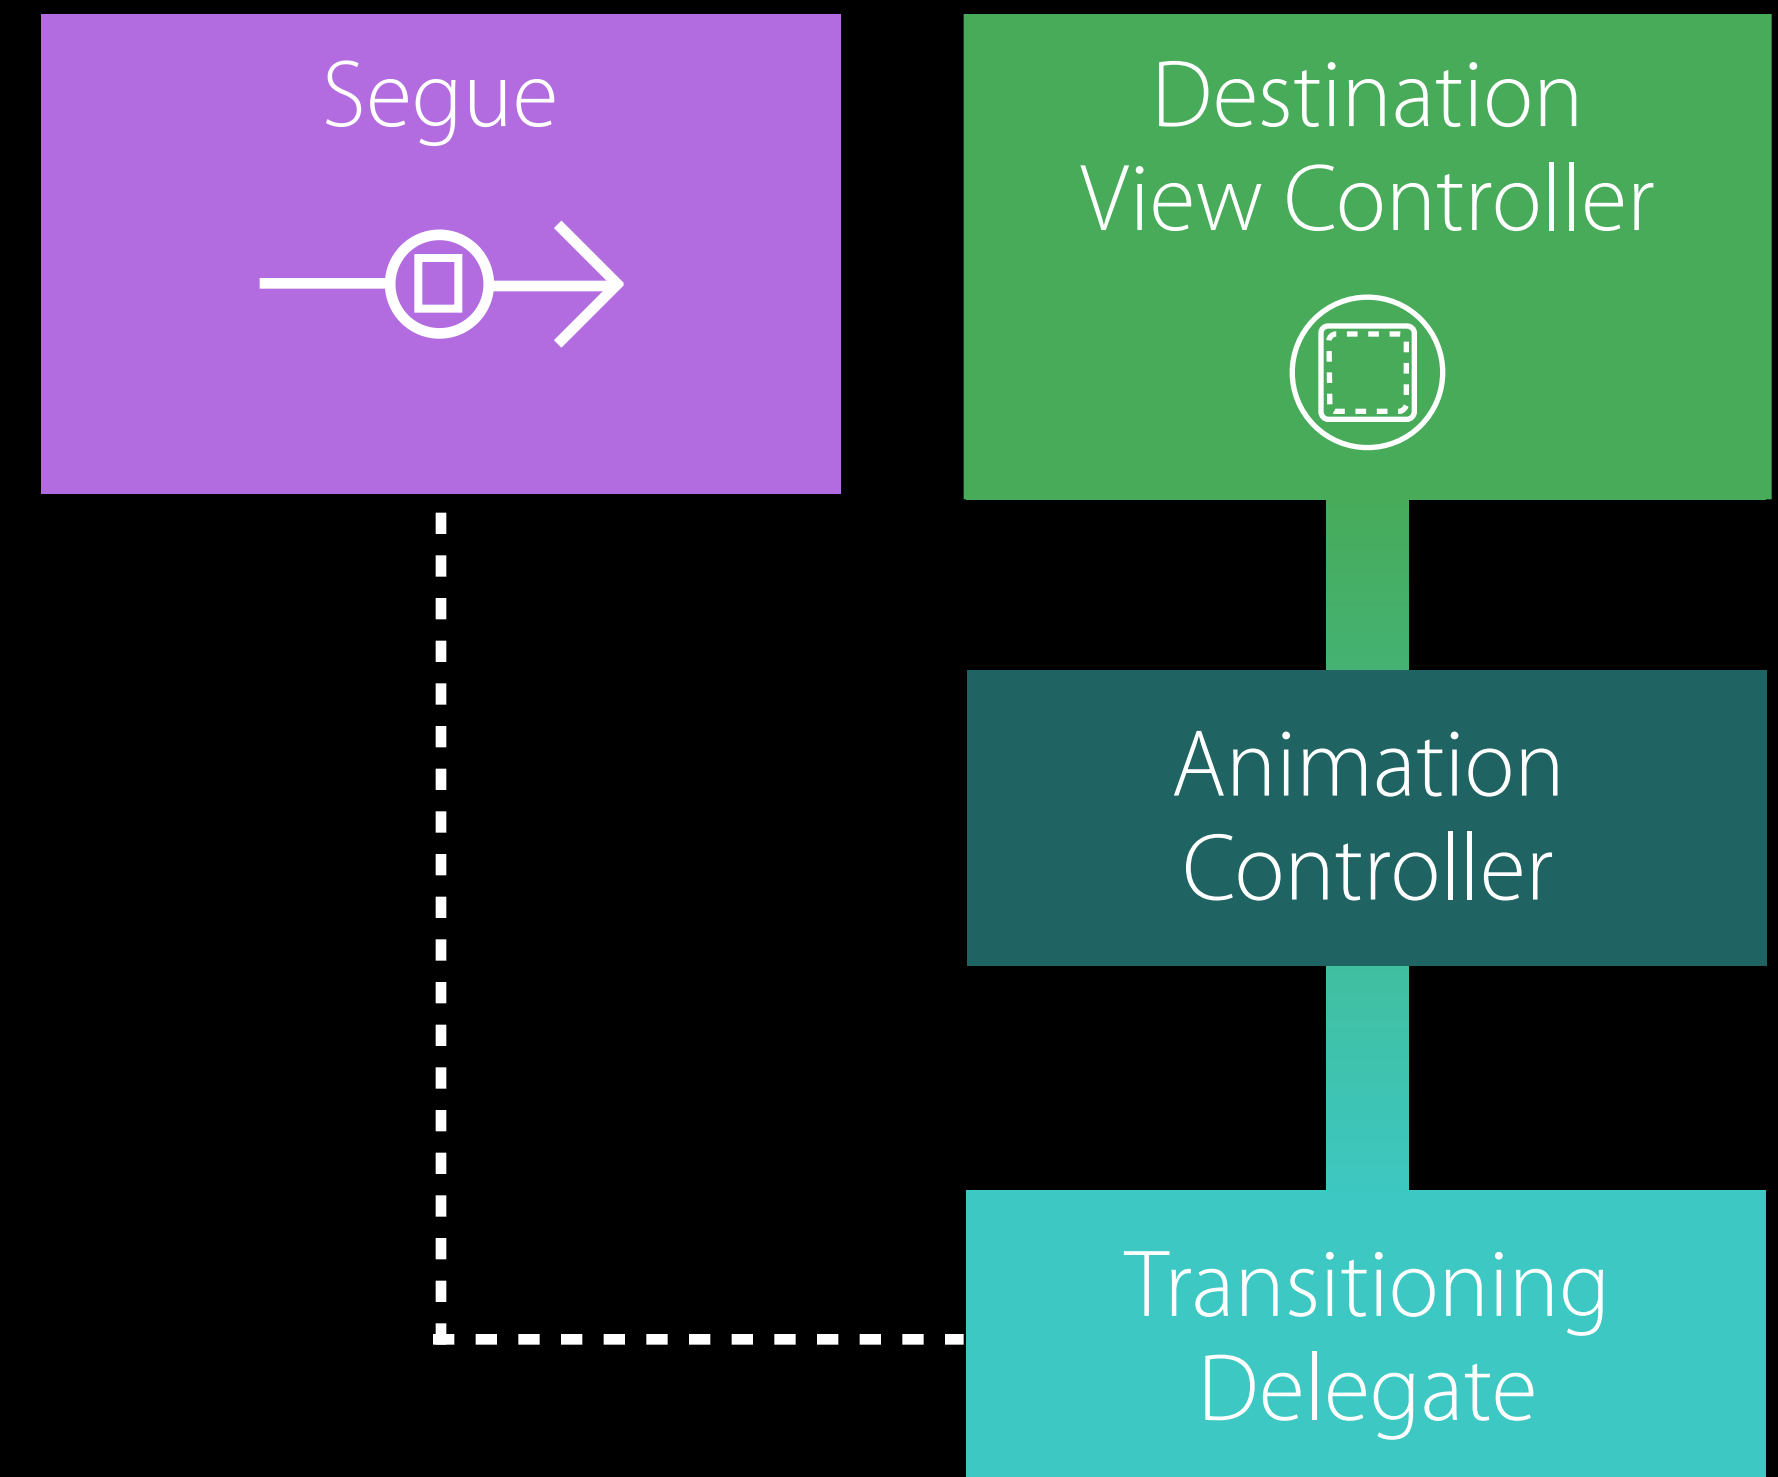 Segue
Destination
View Controller
Animation
Controller
Transitioning
Delegate